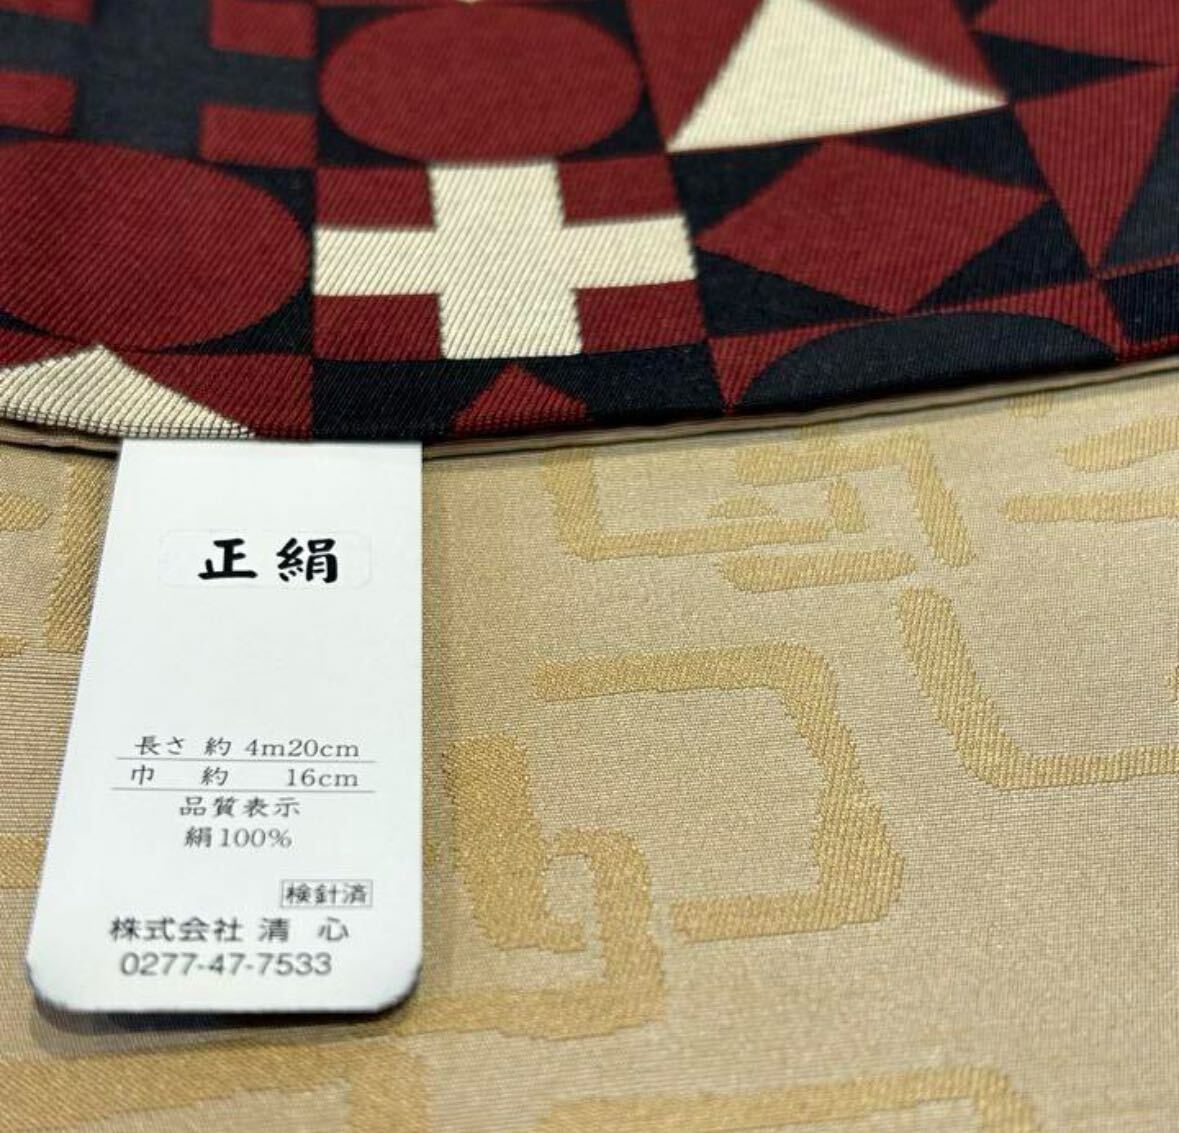 正絹
長さ 約 4m20cm
巾 約 16cm
品質表示
絹100%
検針済
株式会社 清 心
0277-47-7533